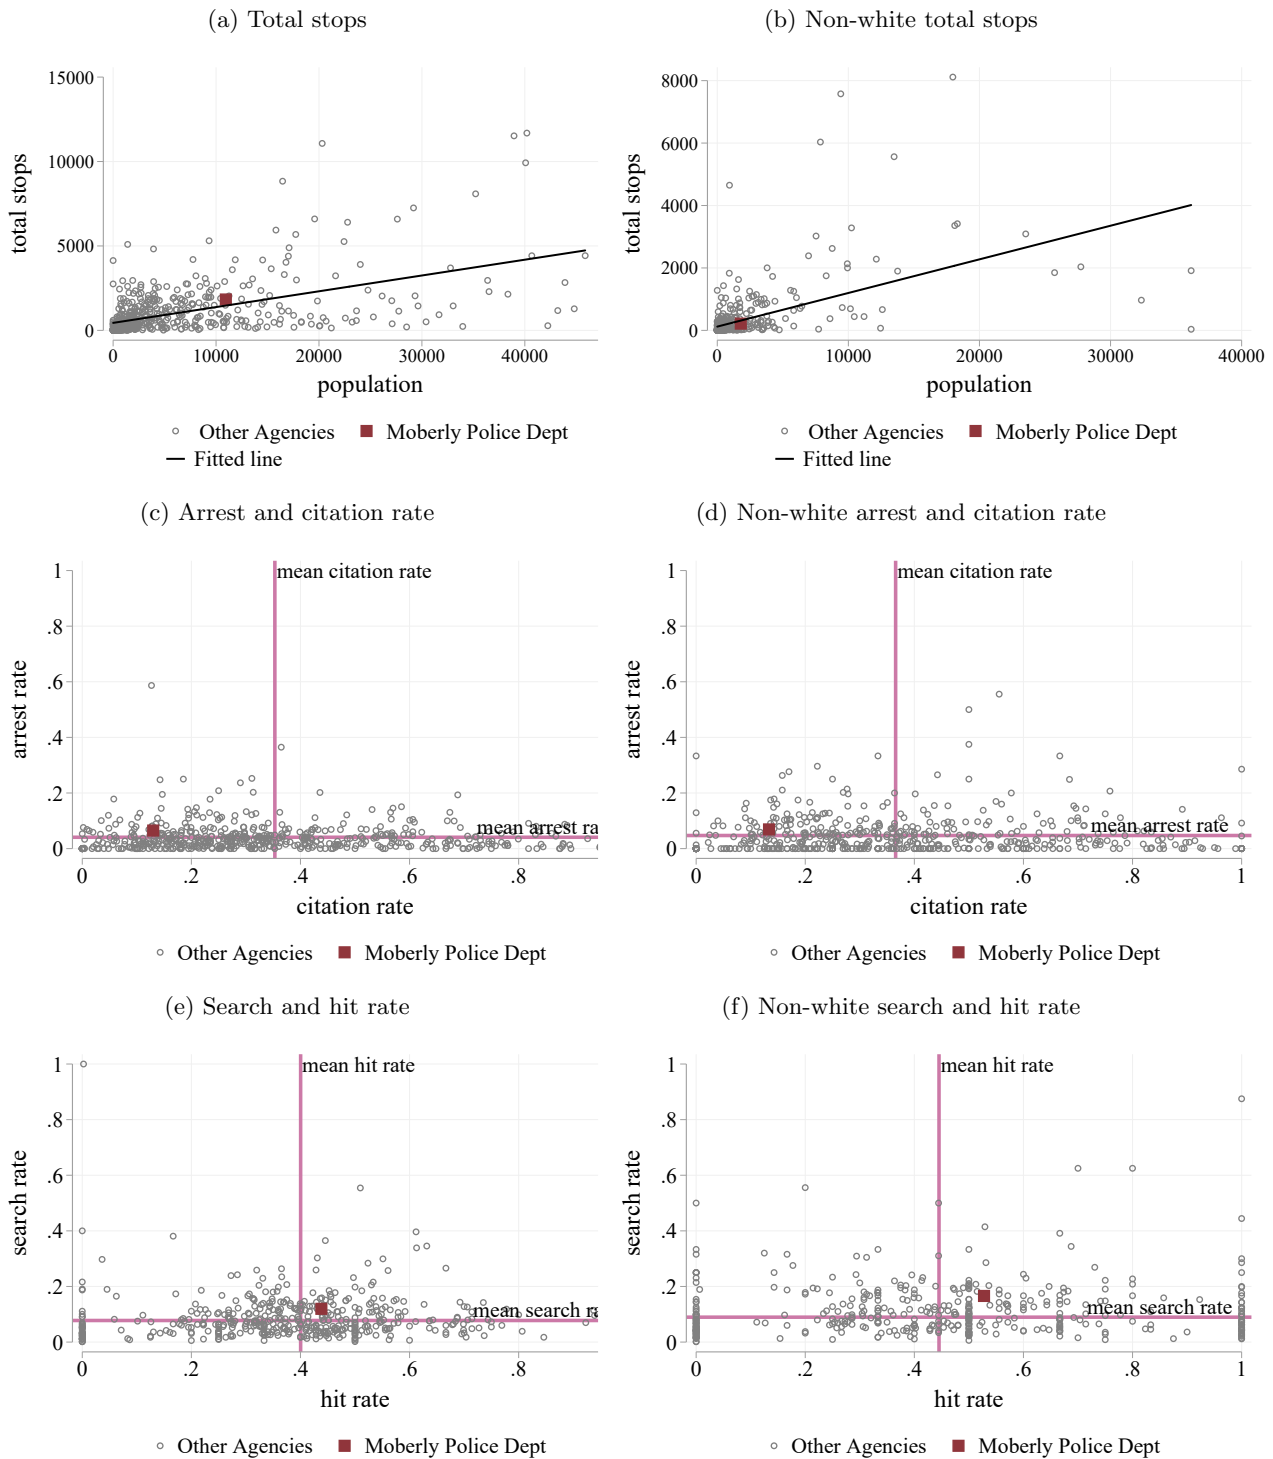 (a) Total stops
(b) Non-white total stops
15000
10000
5000
0
total stops
0 10000 20000 30000 40000
population
Other Agencies Moberly Police Dept
Fitted line
8000
6000
4000
2000
0
total stops
0 10000 20000 30000 40000
population
Other Agencies Moberly Police Dept
Fitted line
(c) Arrest and citation rate
(d) Non-white arrest and citation rate
1
.8
.6
.4
.2
0
arrest rate
mean citation rate
mean arrest ra
0 .2 .4 .6 .8
citation rate
Other Agencies Moberly Police Dept
1
.8
.6
.4
.2
0
arrest rate
mean citation rate
mean arrest rate
0 .2 .4 .6 .8 1
citation rate
Other Agencies Moberly Police Dept
(e) Search and hit rate
(f) Non-white search and hit rate
1
.8
.6
.4
.2
0
search rate
mean hit rate
mean search ra
0 .2 .4 .6 .8
hit rate
Other Agencies Moberly Police Dept
1
.8
.6
.4
.2
0
search rate
mean hit rate
mean search rate
0 .2 .4 .6 .8 1
hit rate
Other Agencies Moberly Police Dept